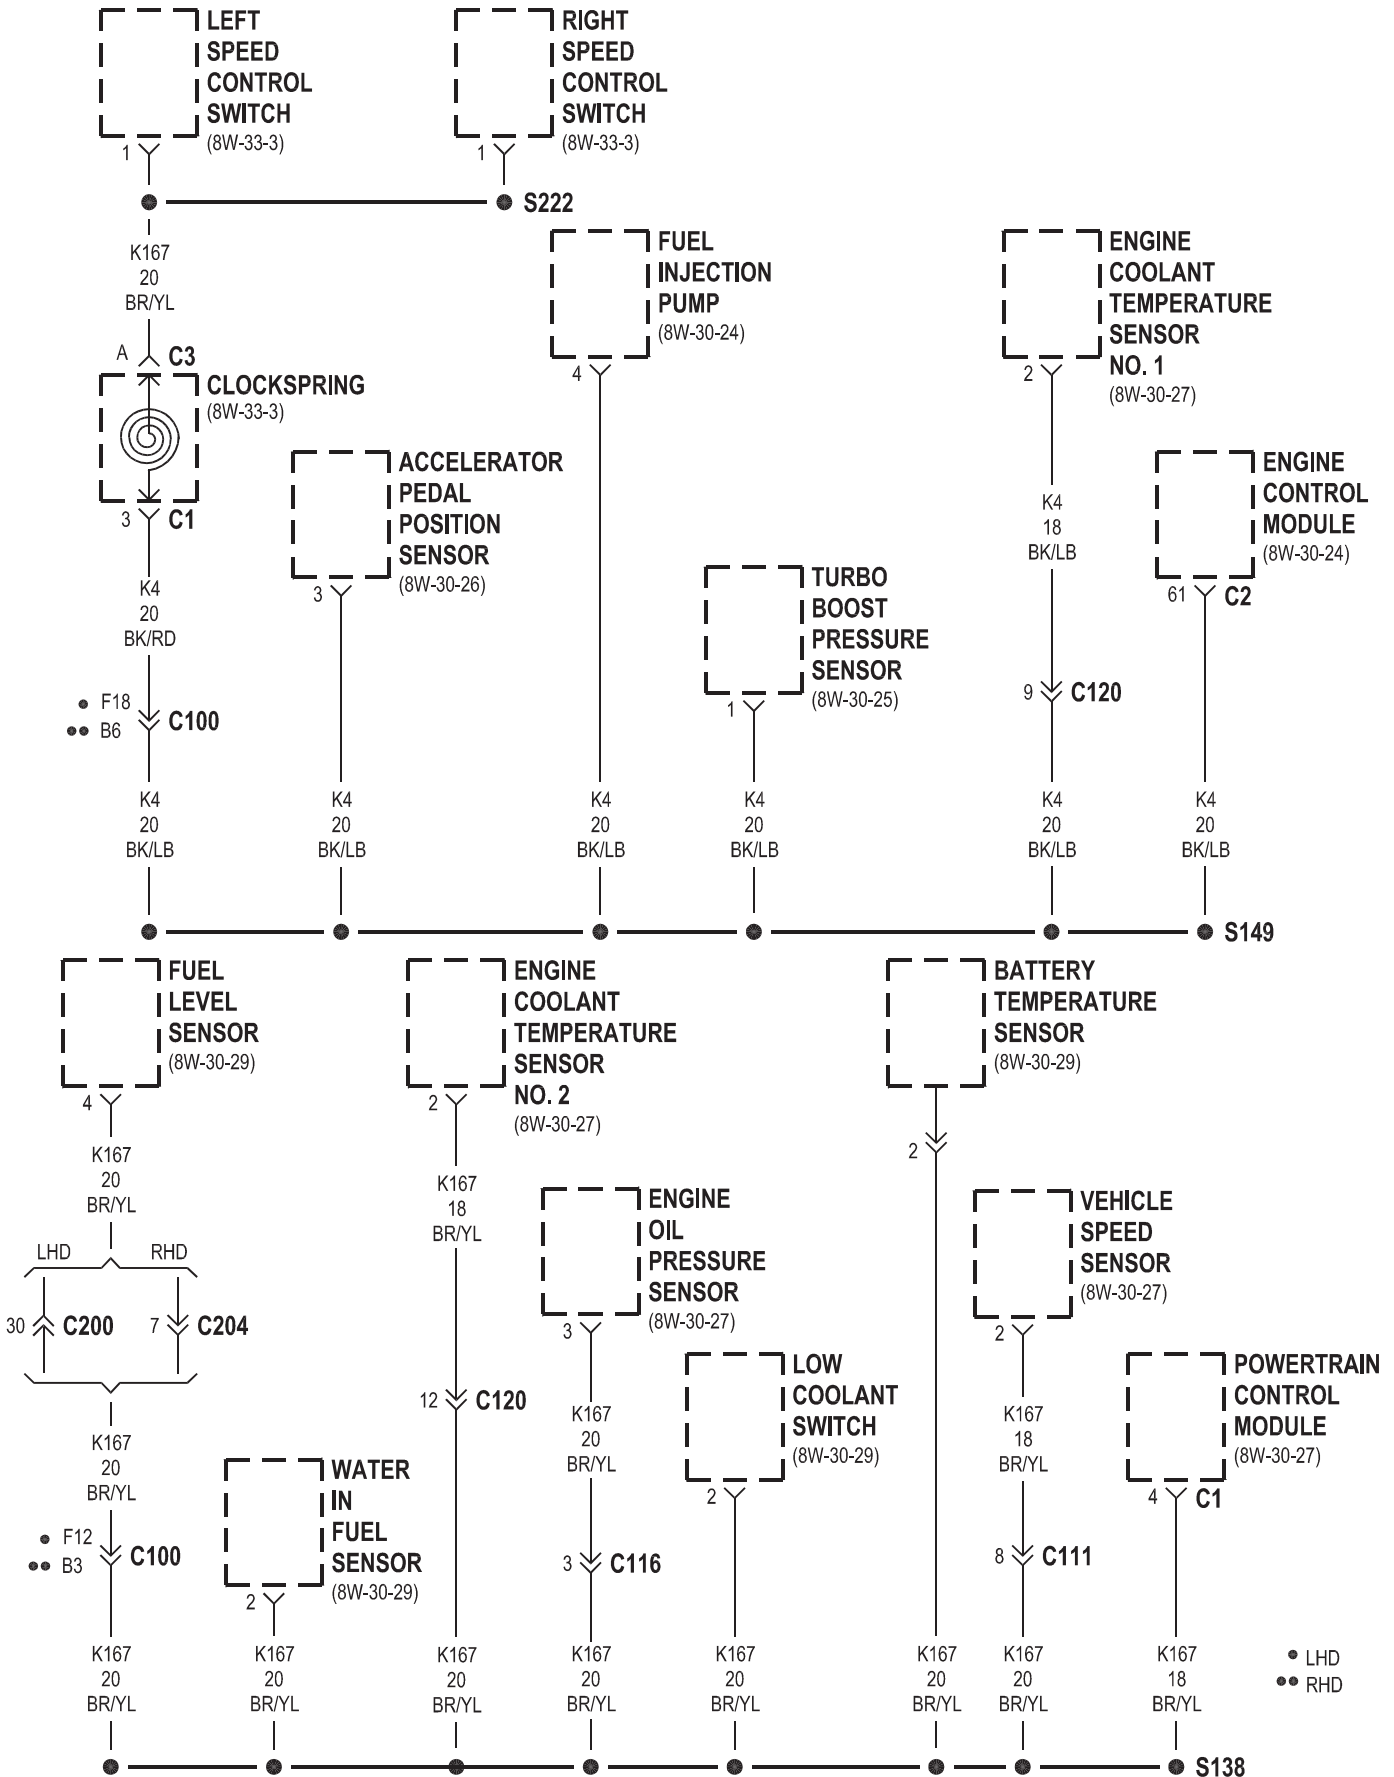 LEFT
SPEED
CONTROL
SWITCH
(8W-33-3)
1
RIGHT
SPEED
CONTROL
SWITCH
(8W-33-3)
1
S222
K167
20
BR/YL
A
C3
CLOCKSPRING
(8W-33-3)
3
C1
K4
20
BK/RD
• F18
•• B6
C100
K4
20
BK/LB
ACCELERATOR
PEDAL
POSITION
SENSOR
(8W-30-26)
3
K4
20
BK/LB
FUEL
INJECTION
PUMP
(8W-30-24)
4
K4
20
BK/LB
TURBO
BOOST
PRESSURE
SENSOR
(8W-30-25)
1
K4
20
BK/LB
ENGINE
COOLANT
TEMPERATURE
SENSOR
NO. 1
(8W-30-27)
2
K4
18
BK/LB
9
C120
K4
20
BK/LB
ENGINE
CONTROL
MODULE
(8W-30-24)
61
C2
K4
20
BK/LB
S149
FUEL
LEVEL
SENSOR
(8W-30-29)
4
K167
20
BR/YL
LHD
RHD
30
C200
7
C204
K167
20
BR/YL
• F12
•• B3
C100
K167
20
BR/YL
WATER
IN
FUEL
SENSOR
(8W-30-29)
2
K167
20
BR/YL
ENGINE
COOLANT
TEMPERATURE
SENSOR
NO. 2
(8W-30-27)
2
K167
18
BR/YL
12
C120
K167
20
BR/YL
ENGINE
OIL
PRESSURE
SENSOR
(8W-30-27)
3
K167
20
BR/YL
3
C116
K167
20
BR/YL
LOW
COOLANT
SWITCH
(8W-30-29)
2
K167
20
BR/YL
BATTERY
TEMPERATURE
SENSOR
(8W-30-29)
2
K167
20
BR/YL
VEHICLE
SPEED
SENSOR
(8W-30-27)
2
K167
18
BR/YL
8
C111
K167
20
BR/YL
POWERTRAIN
CONTROL
MODULE
(8W-30-27)
4
C1
K167
18
BR/YL
• LHD
•• RHD
S138